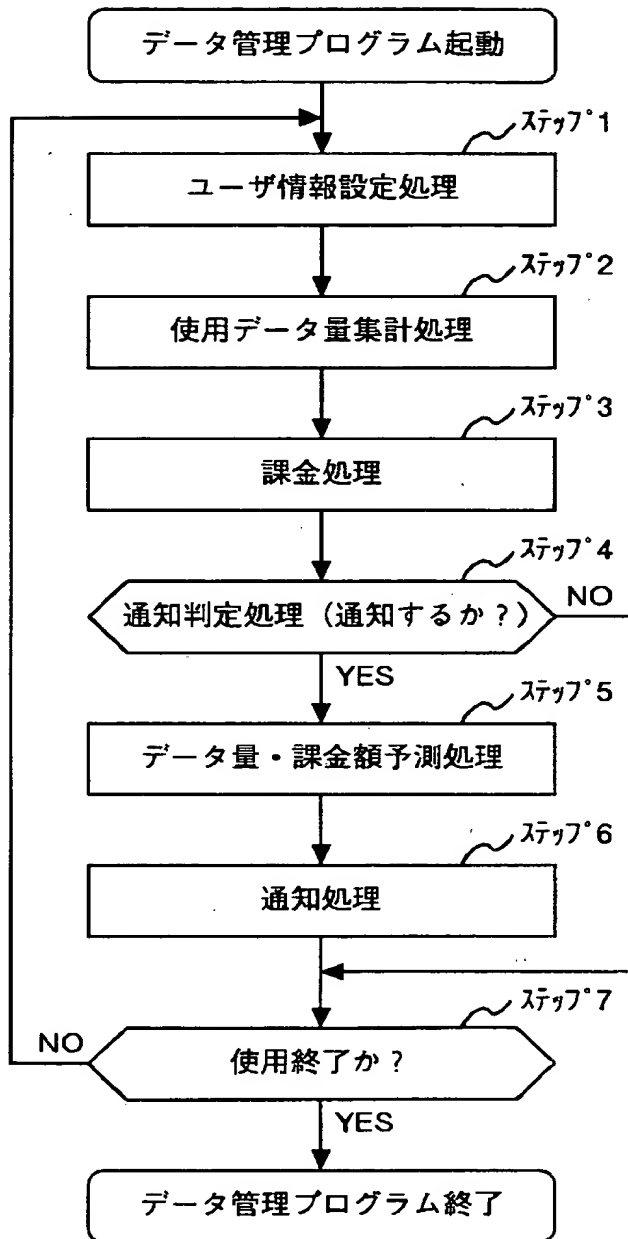 データ管理プログラム起動
ステップ1
ユーザ情報設定処理
ステップ2
使用データ量集計処理
ステップ3
課金処理
ステップ4
通知判定処理（通知するか？）
NO
YES
ステップ5
データ量・課金額予測処理
ステップ6
通知処理
ステップ7
NO
使用終了か？
YES
データ管理プログラム終了